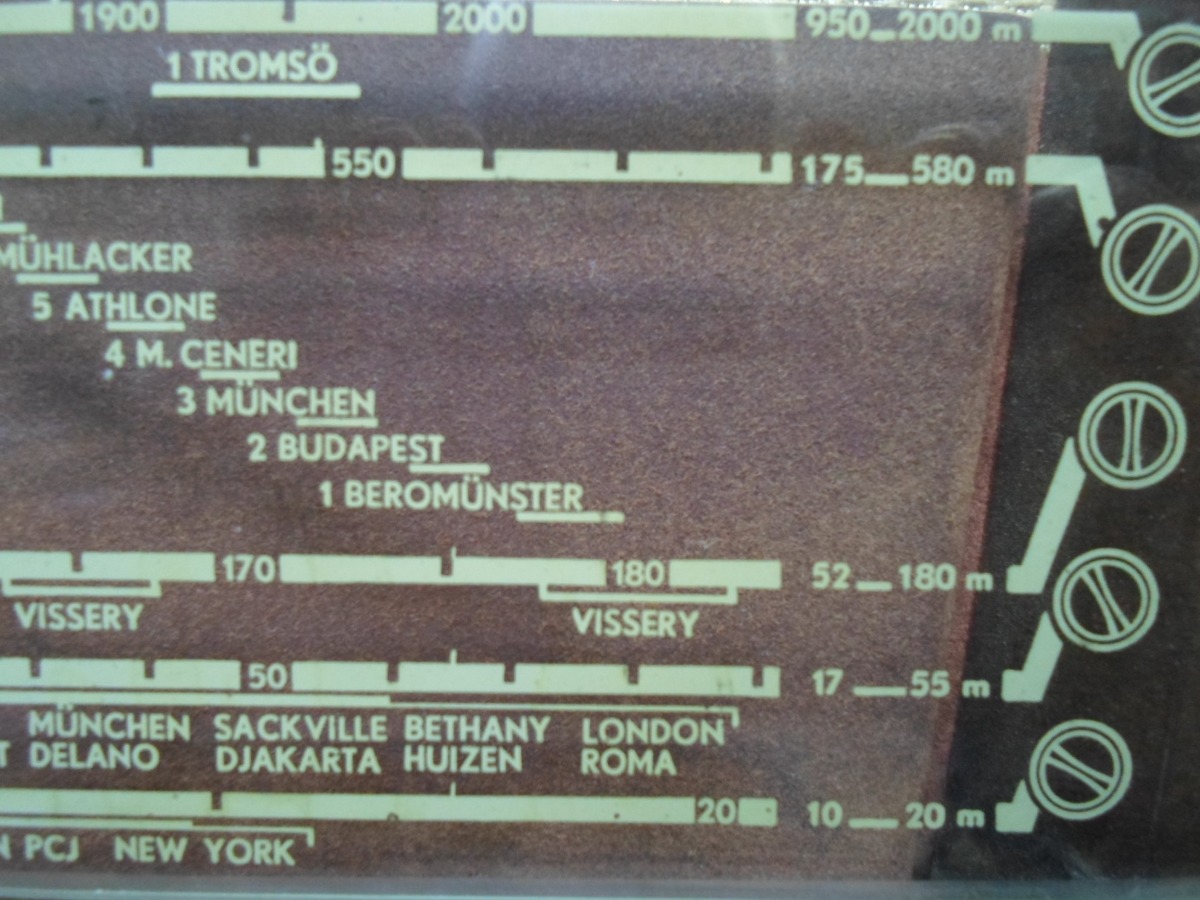 1900 2000 950—2000 m
1 TROMSÖ
550 175—580 m
MÜHLACKER
5 ATHLONE
4 M. CENERI
3 MÜNCHEN
2 BUDAPEST
1 BEROMÜNSTER
170 180 52—180 m
VISSERY VISSERY
50 17—55 m
MÜNCHEN SACKVILLE BETHANY LONDON
DELANO DJAKARTA HUIZEN ROMA
20 10—20 m
PCJ NEW YORK